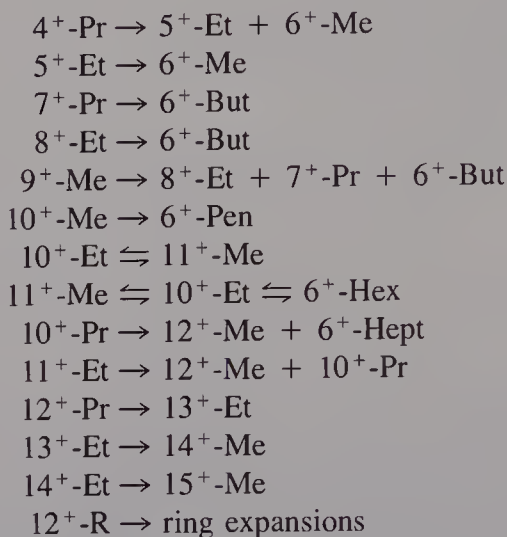 4⁺-Pr → 5⁺-Et + 6⁺-Me
5⁺-Et → 6⁺-Me
7⁺-Pr → 6⁺-But
8⁺-Et → 6⁺-But
9⁺-Me → 8⁺-Et + 7⁺-Pr + 6⁺-But
10⁺-Me → 6⁺-Pen
10⁺-Et ⇆ 11⁺-Me
11⁺-Me ⇆ 10⁺-Et ⇆ 6⁺-Hex
10⁺-Pr → 12⁺-Me + 6⁺-Hept
11⁺-Et → 12⁺-Me + 10⁺-Pr
12⁺-Pr → 13⁺-Et
13⁺-Et → 14⁺-Me
14⁺-Et → 15⁺-Me
12⁺-R → ring expansions